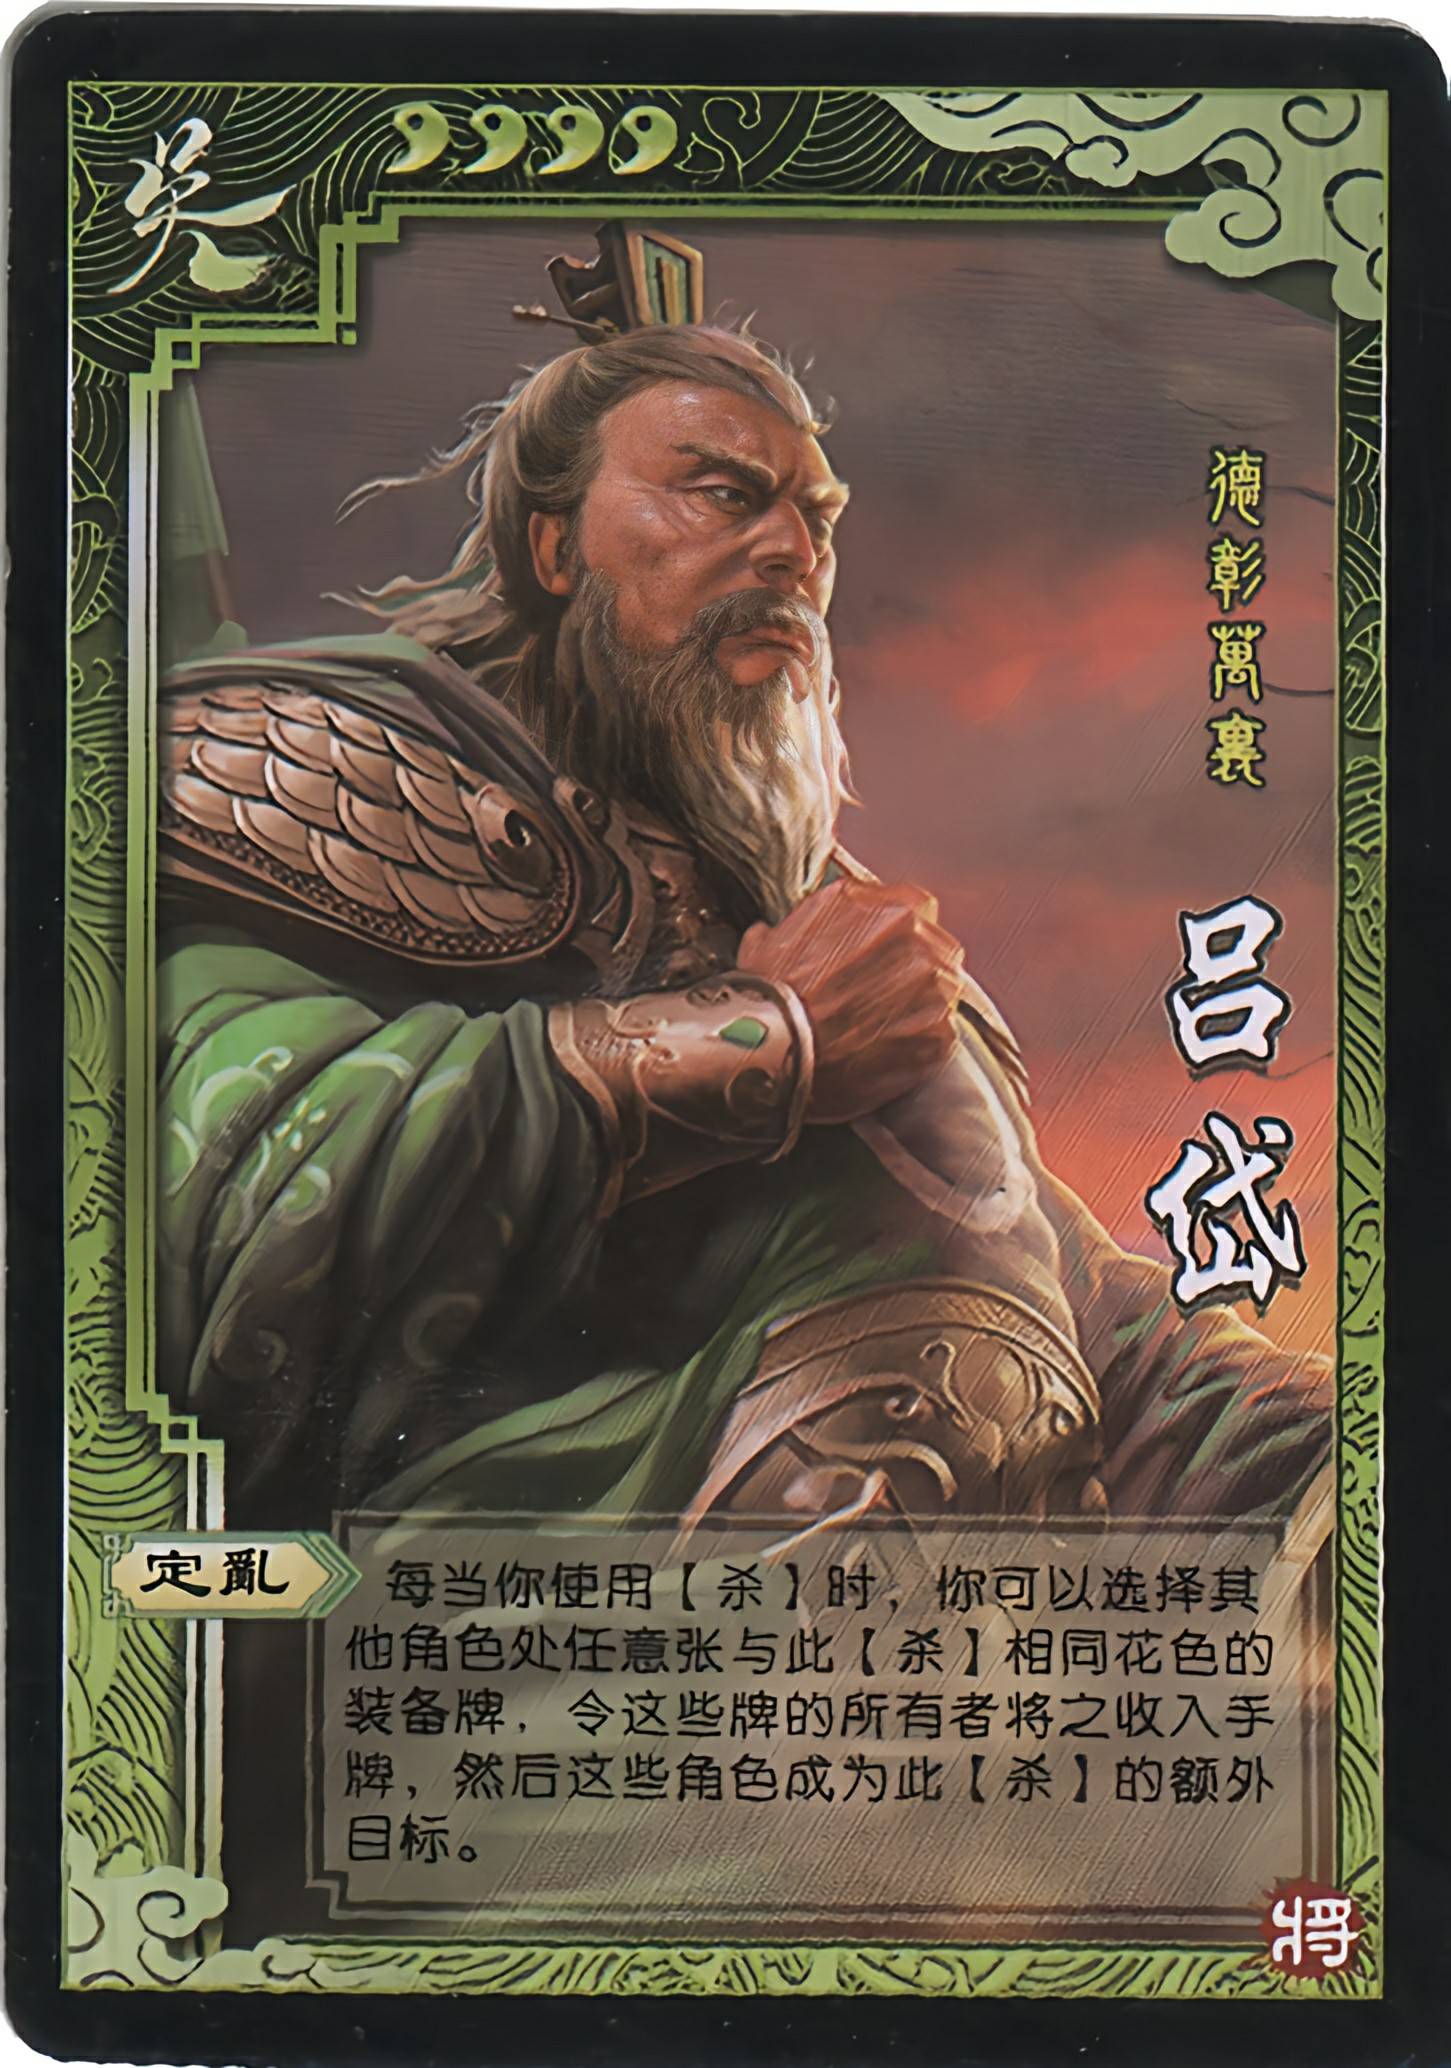 吴
德彰萬裏
吕岱
定亂
每当你使用【杀】时，你可以选择其
他角色处任意张与此【杀】相同花色的
装备牌，令这些牌的所有者将之收入手
牌，然后这些角色成为此【杀】的额外
目标。
将